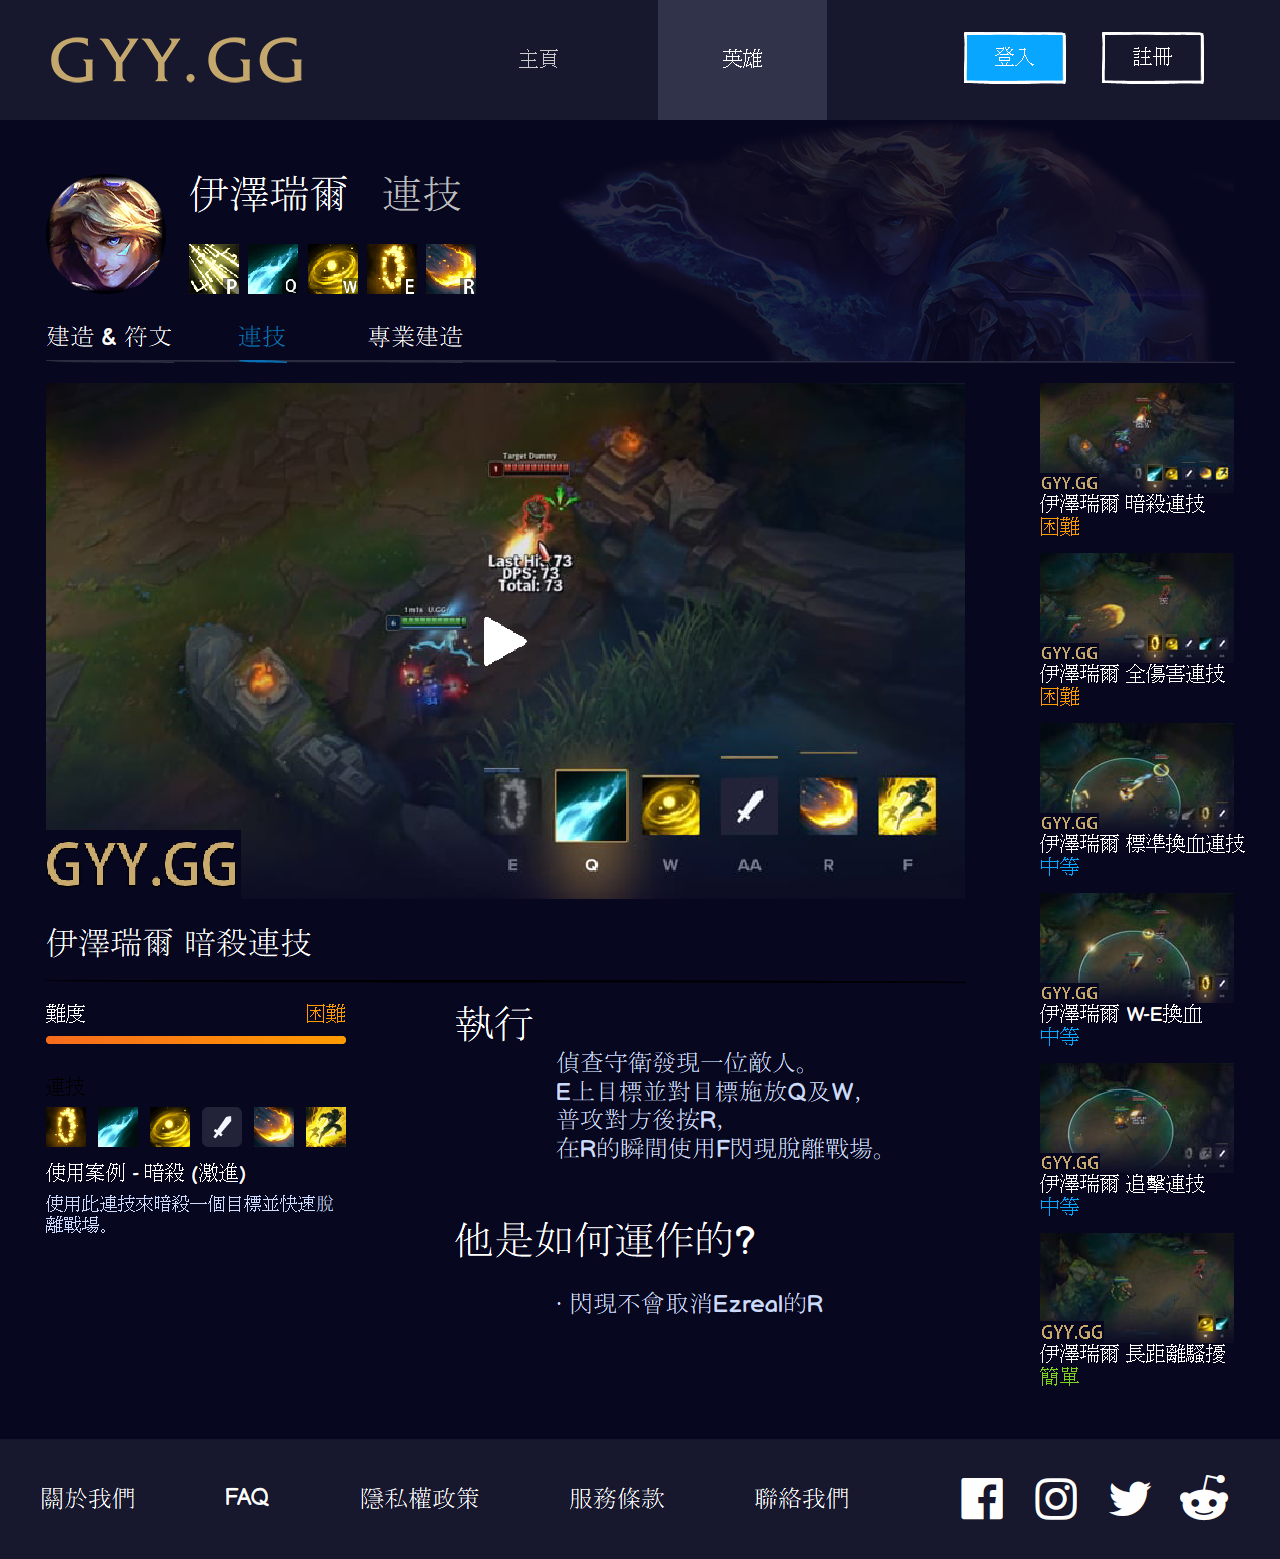 GYY.GG
主頁
英雄
登入
註冊
伊澤瑞爾 連技
P Q W E R
建造 & 符文
連技
專業建造
Target Dummy
Last Hit: 73
DPS: 73
Total: 73
E Q W AA R F
GYY.GG
伊澤瑞爾 暗殺連技
難度
困難
連技
使用案例 - 暗殺 (激進)
使用此連技來暗殺一個目標並快速脫
離戰場。
執行
偵查守衛發現一位敵人。
E上目標並對目標施放Q及W,
普攻對方後按R,
在R的瞬間使用F閃現脫離戰場。
他是如何運作的?
· 閃現不會取消Ezreal的R
GYY.GG
伊澤瑞爾 暗殺連技
困難
GYY.GG
伊澤瑞爾 全傷害連技
困難
GYY.GG
伊澤瑞爾 標準換血連技
中等
GYY.GG
伊澤瑞爾 W-E換血
中等
GYY.GG
伊澤瑞爾 追擊連技
中等
GYY.GG
伊澤瑞爾 長距離騷擾
簡單
關於我們
FAQ
隱私權政策
服務條款
聯絡我們